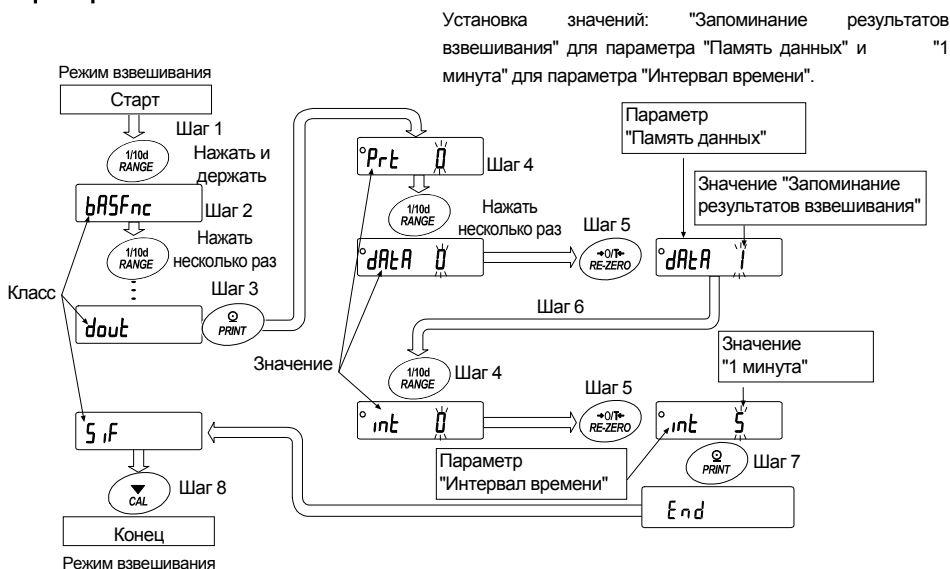 Установка значений: "Запоминание результатов
взвешивания" для параметра "Память данных" и "1
минута" для параметра "Интервал времени".
Режим взвешивания
Старт
Шаг 1
1/10d
RANGE
Нажать и
держать
bASFnc
Шаг 2
1/10d
RANGE
Нажать
несколько раз
Класс
dout
Шаг 3
PRINT
Prt 0
Шаг 4
1/10d
RANGE
Нажать
несколько раз
dAtA 0
Шаг 5
→0/T←
RE-ZERO
Параметр
"Память данных"
Значение "Запоминание
результатов взвешивания"
dAtA 1
Шаг 6
Значение
1/10d
RANGE
Шаг 4
int 0
Шаг 5
→0/T←
RE-ZERO
Значение
"1 минута"
int 5
Параметр
"Интервал времени"
PRINT
Шаг 7
End
SiF
CAL
Шаг 8
Конец
Режим взвешивания